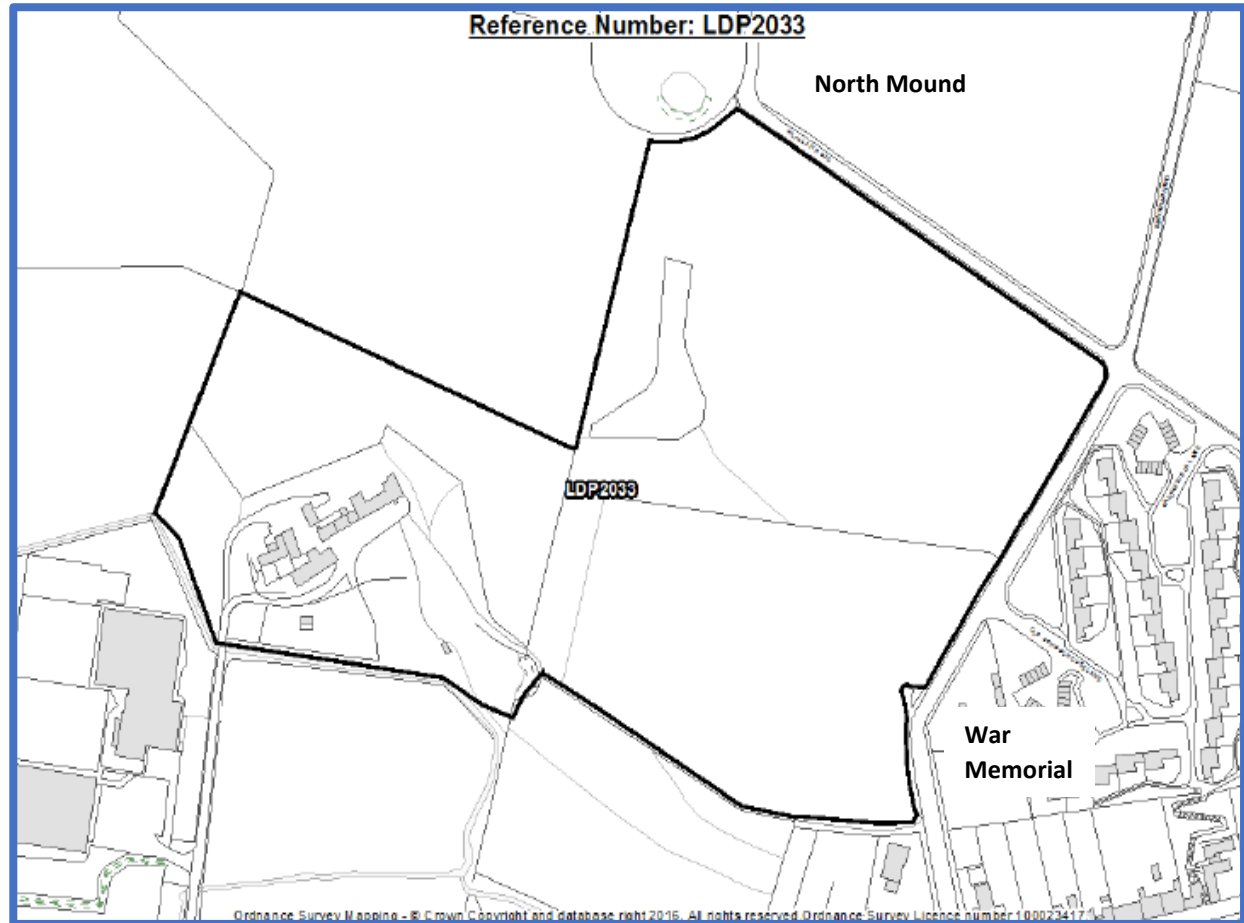 Reference Number: LDP2033
North Mound
LDP2033
War
Memorial
Ordnance Survey Mapping - © Crown Copyright and database right 2016. All rights reserved.Ordnance Survey Licence number 100023417